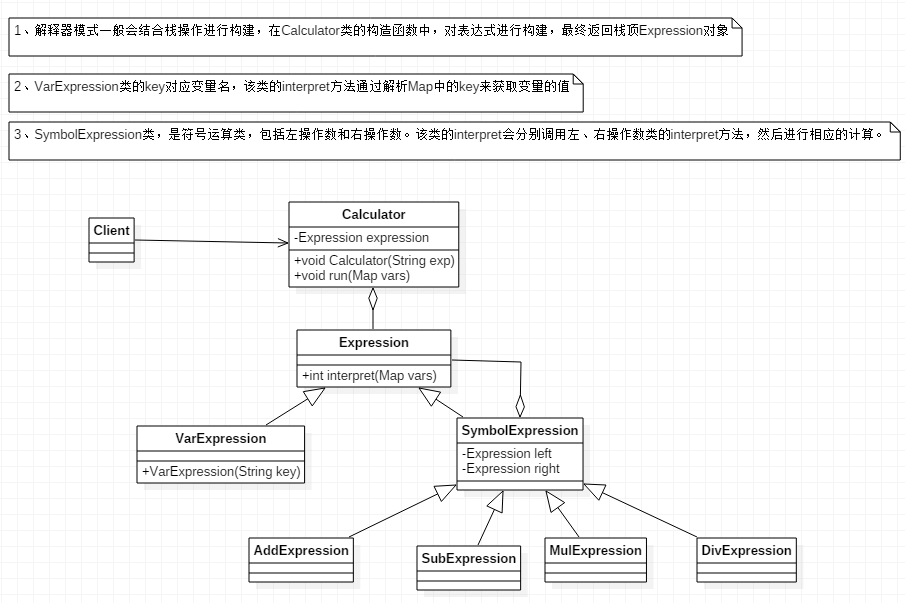 1、解释器模式一般会结合栈操作进行构建，在Calculator类的构造函数中，对表达式进行构建，最终返回栈顶Expression对象
2、VarExpression类的key对应变量名，该类的interpret方法通过解析Map中的key来获取变量的值
3、SymbolExpression类，是符号运算类，包括左操作数和右操作数。该类的interpret会分别调用左、右操作数类的interpret方法，然后进行相应的计算。
Client
Calculator
-Expression expression
+void Calculator(String exp)
+void run(Map vars)
Expression
+int interpret(Map vars)
VarExpression
+VarExpression(String key)
SymbolExpression
-Expression left
-Expression right
AddExpression
SubExpression
MulExpression
DivExpression